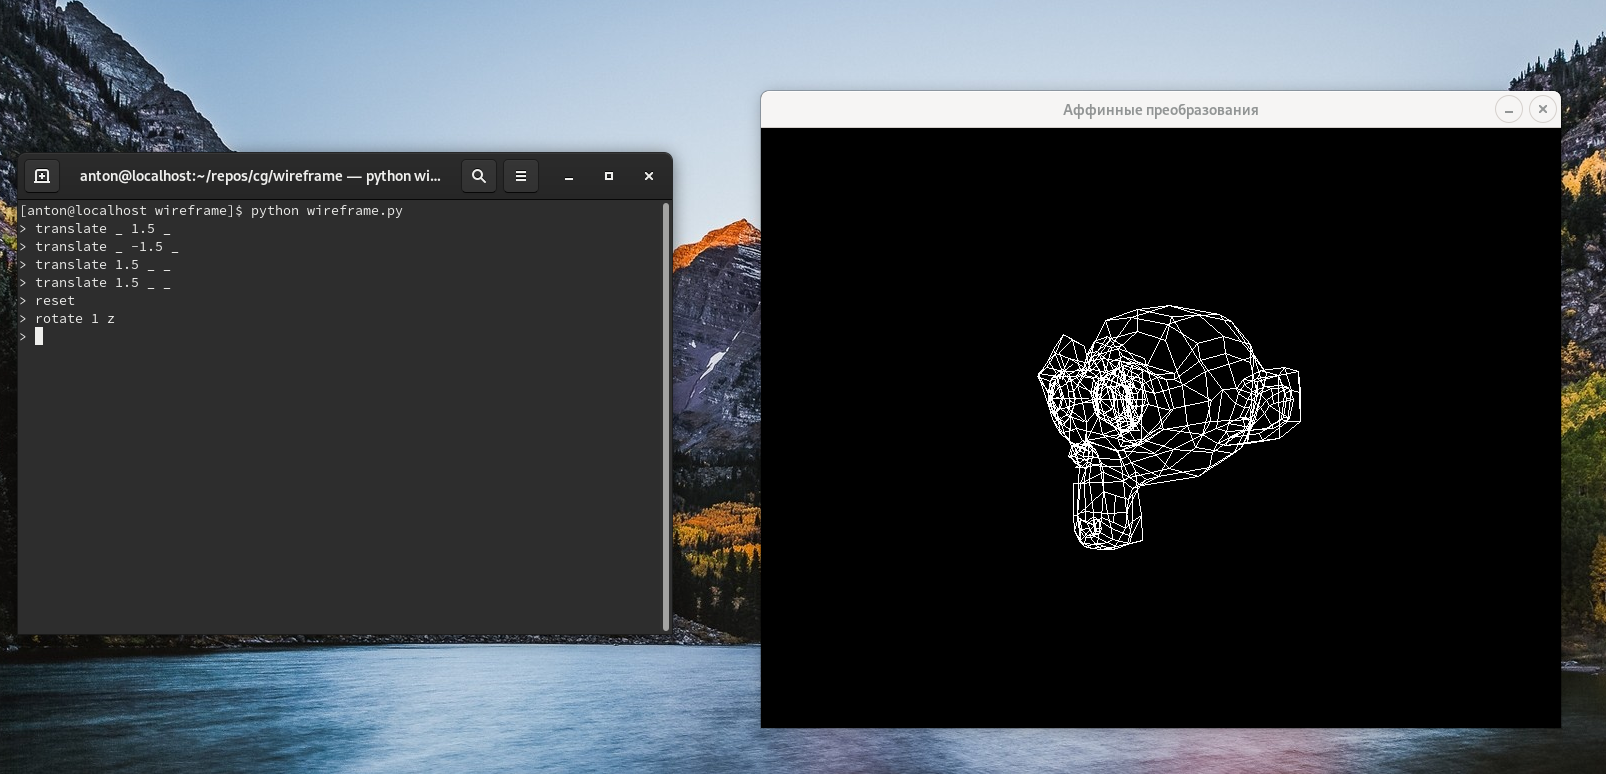 anton@localhost:~/repos/cg/wireframe — python wi...
[anton@localhost wireframe]$ python wireframe.py
> translate _ 1.5 _
> translate _ -1.5 _
> translate 1.5 _ _
> translate 1.5 _ _
> reset
> rotate 1 z
>
Аффинные преобразования